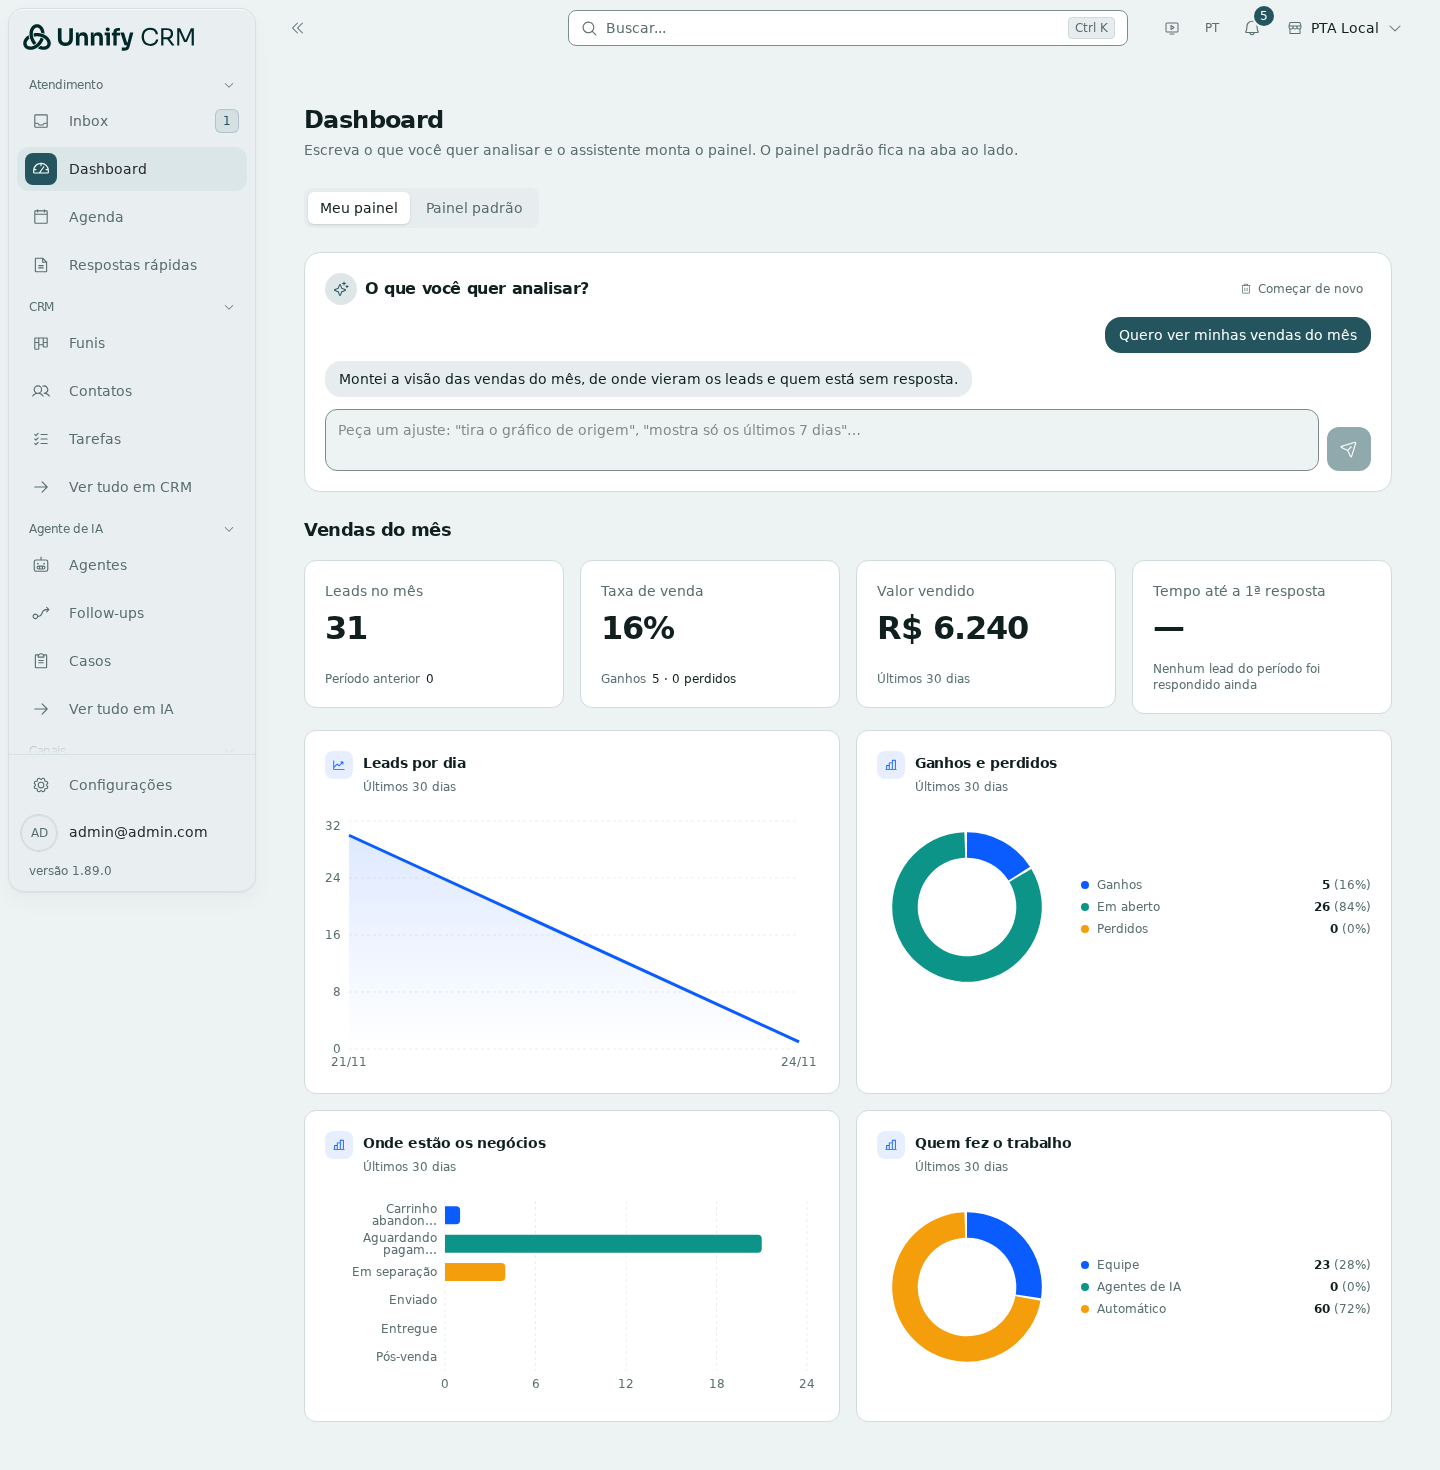 Unnify CRM
Buscar...
Ctrl K
PT
5
PTA Local
Atendimento
Inbox
1
Dashboard
Agenda
Respostas rápidas
CRM
Funis
Contatos
Tarefas
Ver tudo em CRM
Agente de IA
Agentes
Follow-ups
Casos
Ver tudo em IA
Canais
Configurações
AD
admin@admin.com
versão 1.89.0
Dashboard
Escreva o que você quer analisar e o assistente monta o painel. O painel padrão fica na aba ao lado.
Meu painel
Painel padrão
O que você quer analisar?
Começar de novo
Quero ver minhas vendas do mês
Montei a visão das vendas do mês, de onde vieram os leads e quem está sem resposta.
Peça um ajuste: "tira o gráfico de origem", "mostra só os últimos 7 dias"...
Vendas do mês
Leads no mês
31
Período anterior 0
Taxa de venda
16%
Ganhos 5 · 0 perdidos
Valor vendido
R$ 6.240
Últimos 30 dias
Tempo até a 1ª resposta
—
Nenhum lead do período foi
respondido ainda
Leads por dia
Últimos 30 dias
32
24
16
8
0
21/11
24/11
Ganhos e perdidos
Últimos 30 dias
Ganhos 5 (16%)
Em aberto 26 (84%)
Perdidos 0 (0%)
Onde estão os negócios
Últimos 30 dias
Carrinho
abandon...
Aguardando
pagam...
Em separação
Enviado
Entregue
Pós-venda
0
6
12
18
24
Quem fez o trabalho
Últimos 30 dias
Equipe 23 (28%)
Agentes de IA 0 (0%)
Automático 60 (72%)